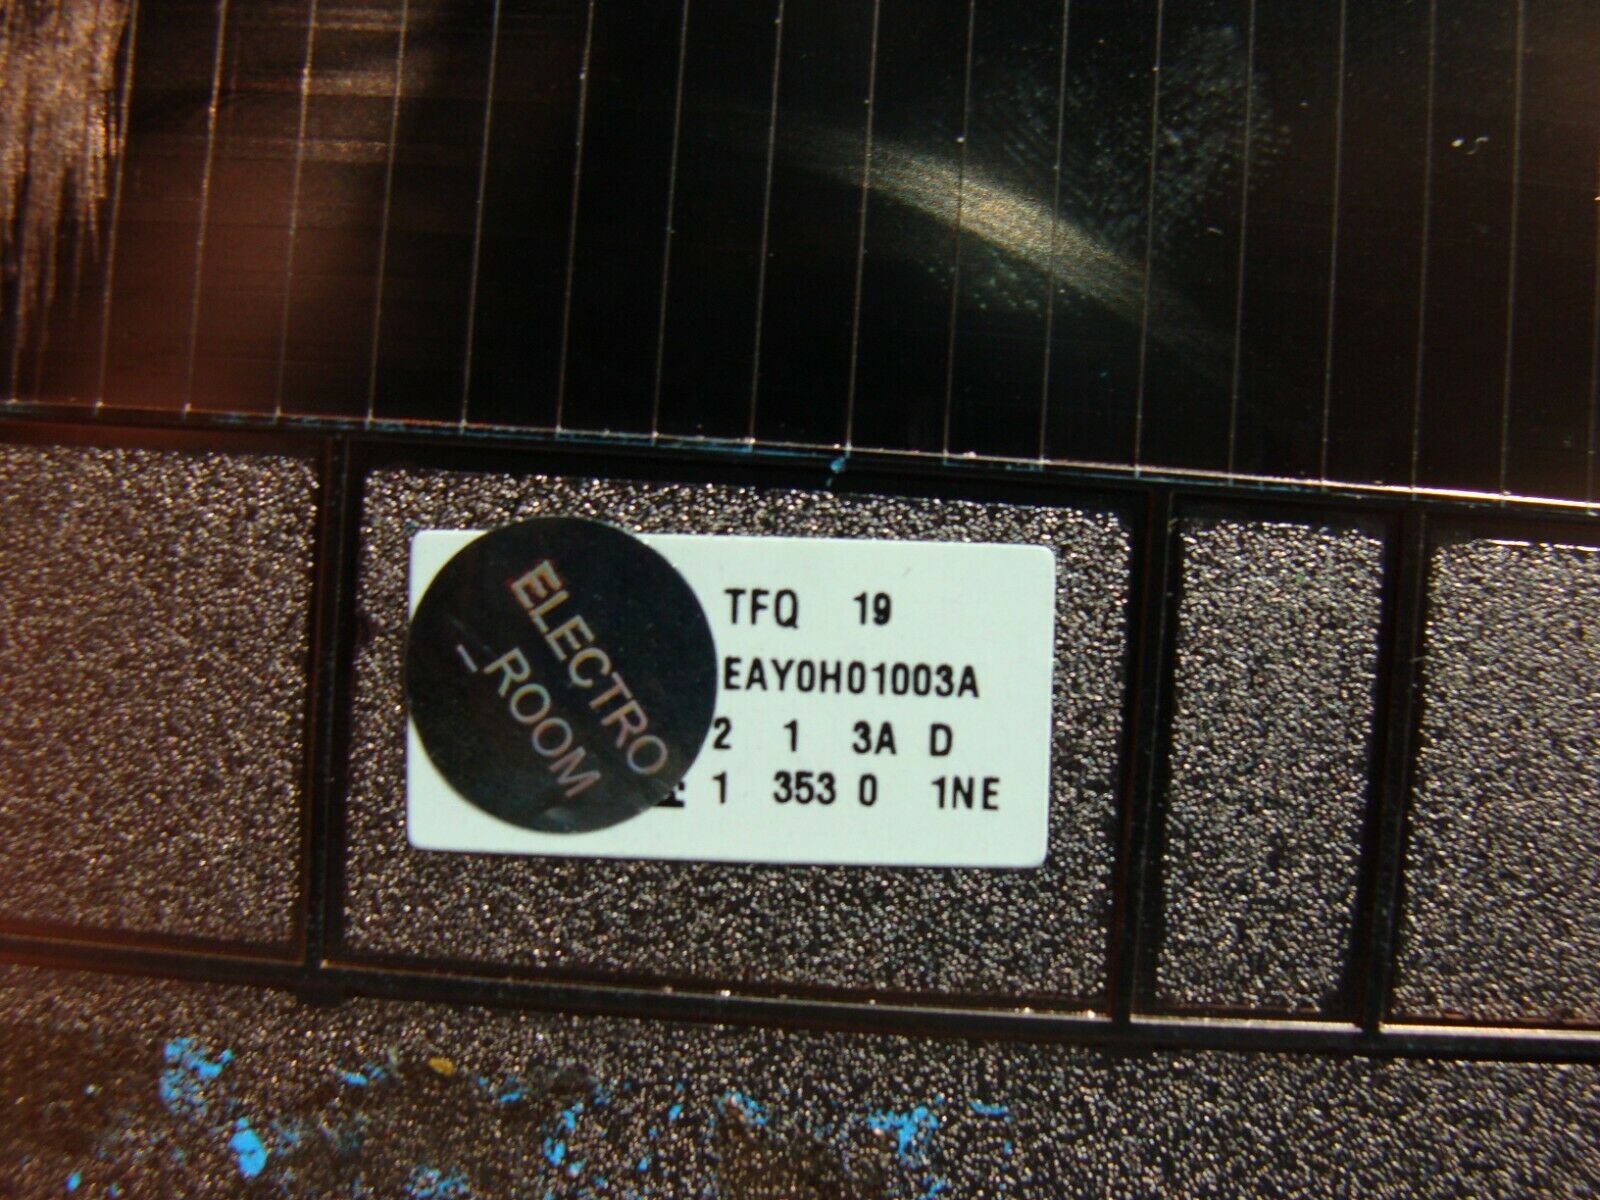 ELECTRO
_ROOM
TFQ 19
EAY0H01003A
2 1 3A D
1 353 0 1NE